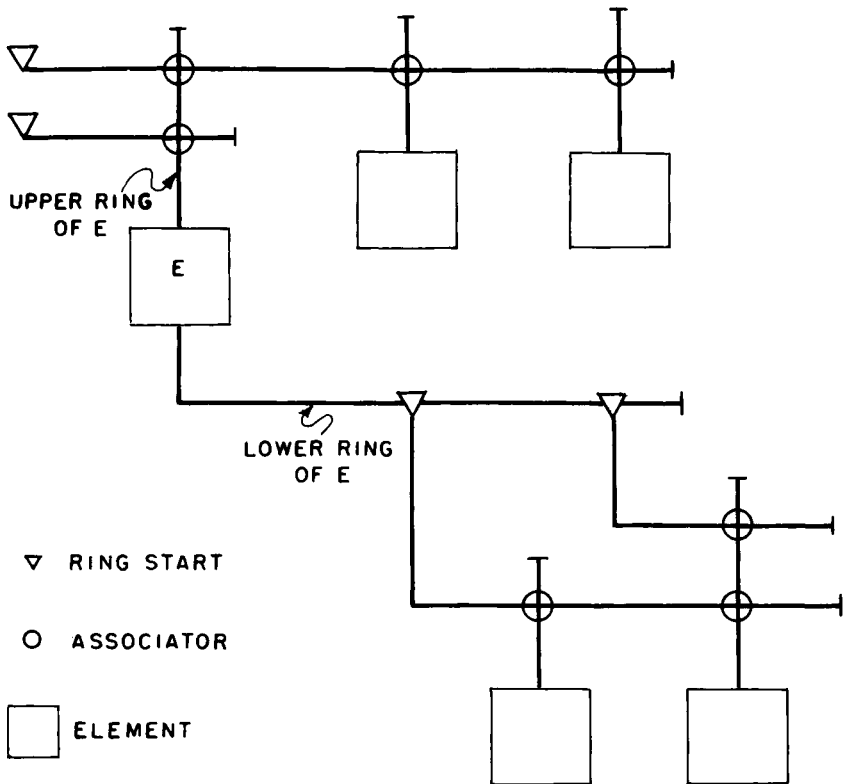 UPPER RING
OF E
E
LOWER RING
OF E
RING START
ASSOCIATOR
ELEMENT